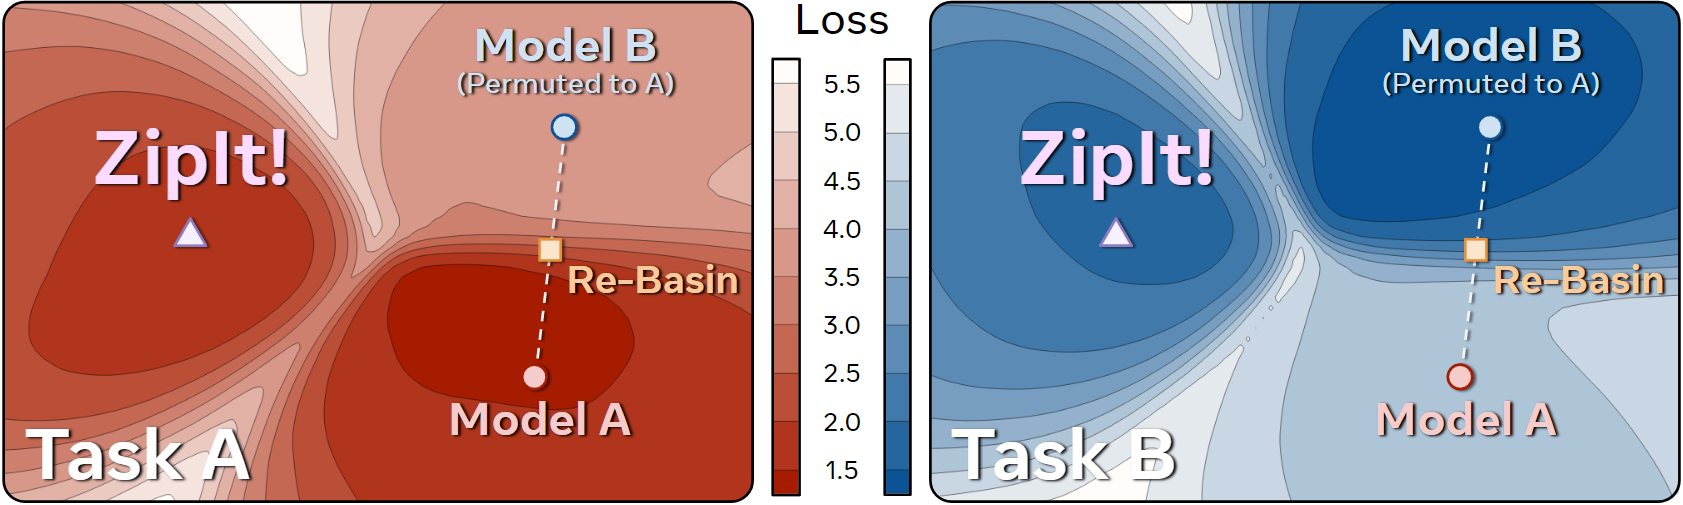 Model B
(Permuted to A)
ZipIt!
Re-Basin
Model A
Task A
Loss
5.5
5.0
4.5
4.0
3.5
3.0
2.5
2.0
1.5
Model B
(Permuted to A)
ZipIt!
Re-Basin
Model A
Task B